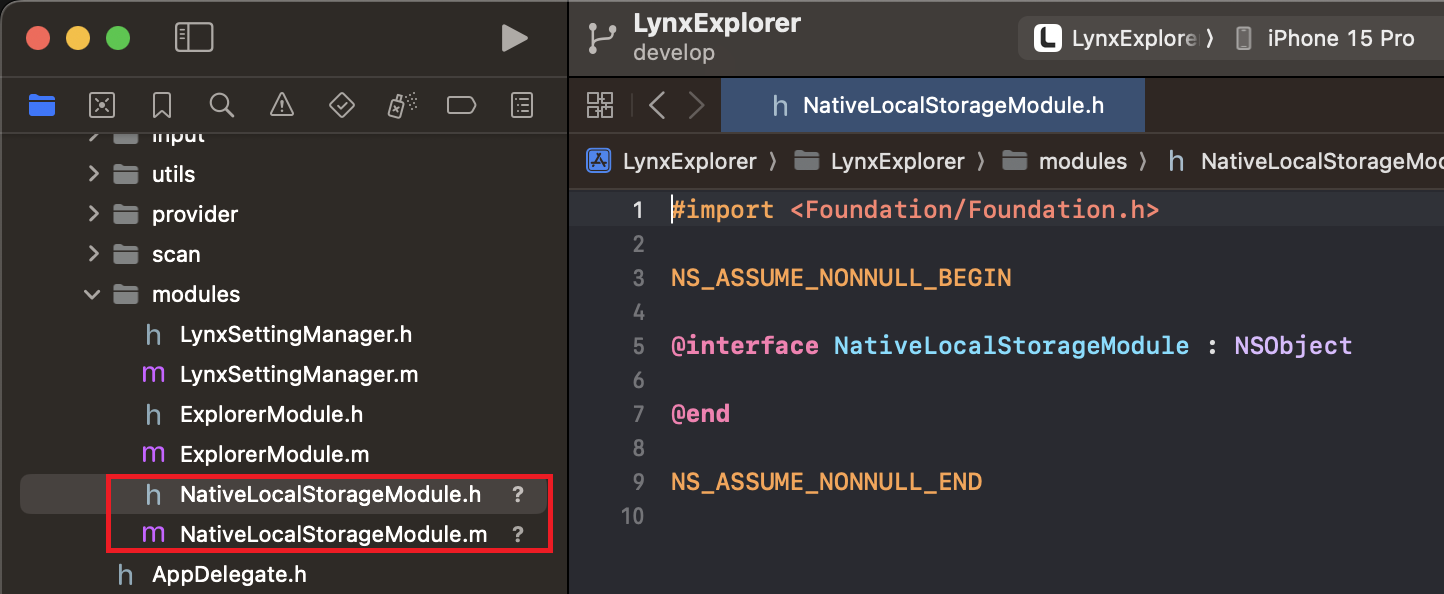 LynxExplorer
develop
LynxExplore
iPhone 15 Pro
NativeLocalStorageModule.h
LynxExplorer
LynxExplorer
modules
h NativeLocalStorageMod
input
utils
provider
scan
modules
h LynxSettingManager.h
m LynxSettingManager.m
h ExplorerModule.h
m ExplorerModule.m
h NativeLocalStorageModule.h ?
m NativeLocalStorageModule.m ?
h AppDelegate.h
1 #import <Foundation/Foundation.h>
2
3 NS_ASSUME_NONNULL_BEGIN
4
5 @interface NativeLocalStorageModule : NSObject
6
7 @end
8
9 NS_ASSUME_NONNULL_END
10